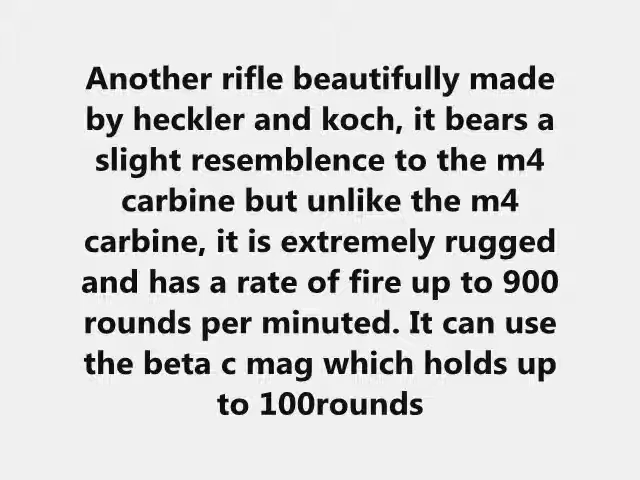 Another rifle beautifully made
by heckler and koch, it bears a
slight resemblence to the m4
carbine but unlike the m4
carbine, it is extremely rugged
and has a rate of fire up to 900
rounds per minuted. It can use
the beta c mag which holds up
to 100rounds